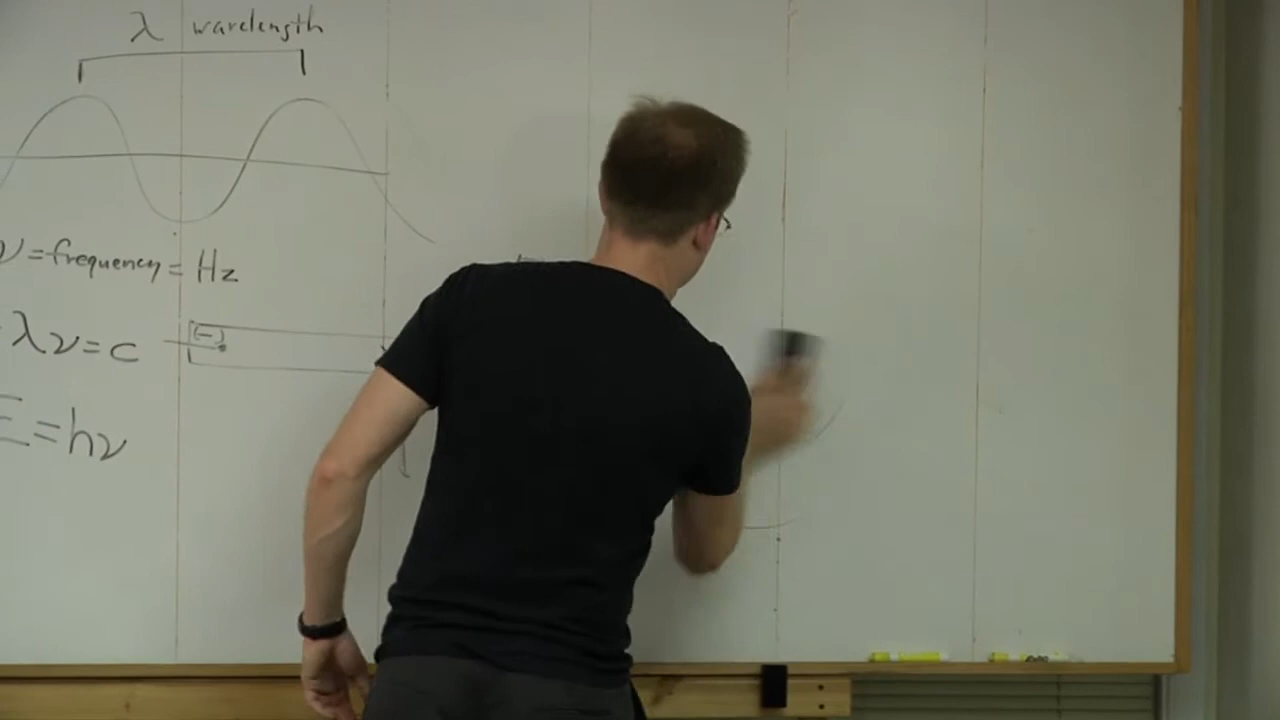 λ wavelength
ν = frequency = Hz
λν = c
(-)
E = hν